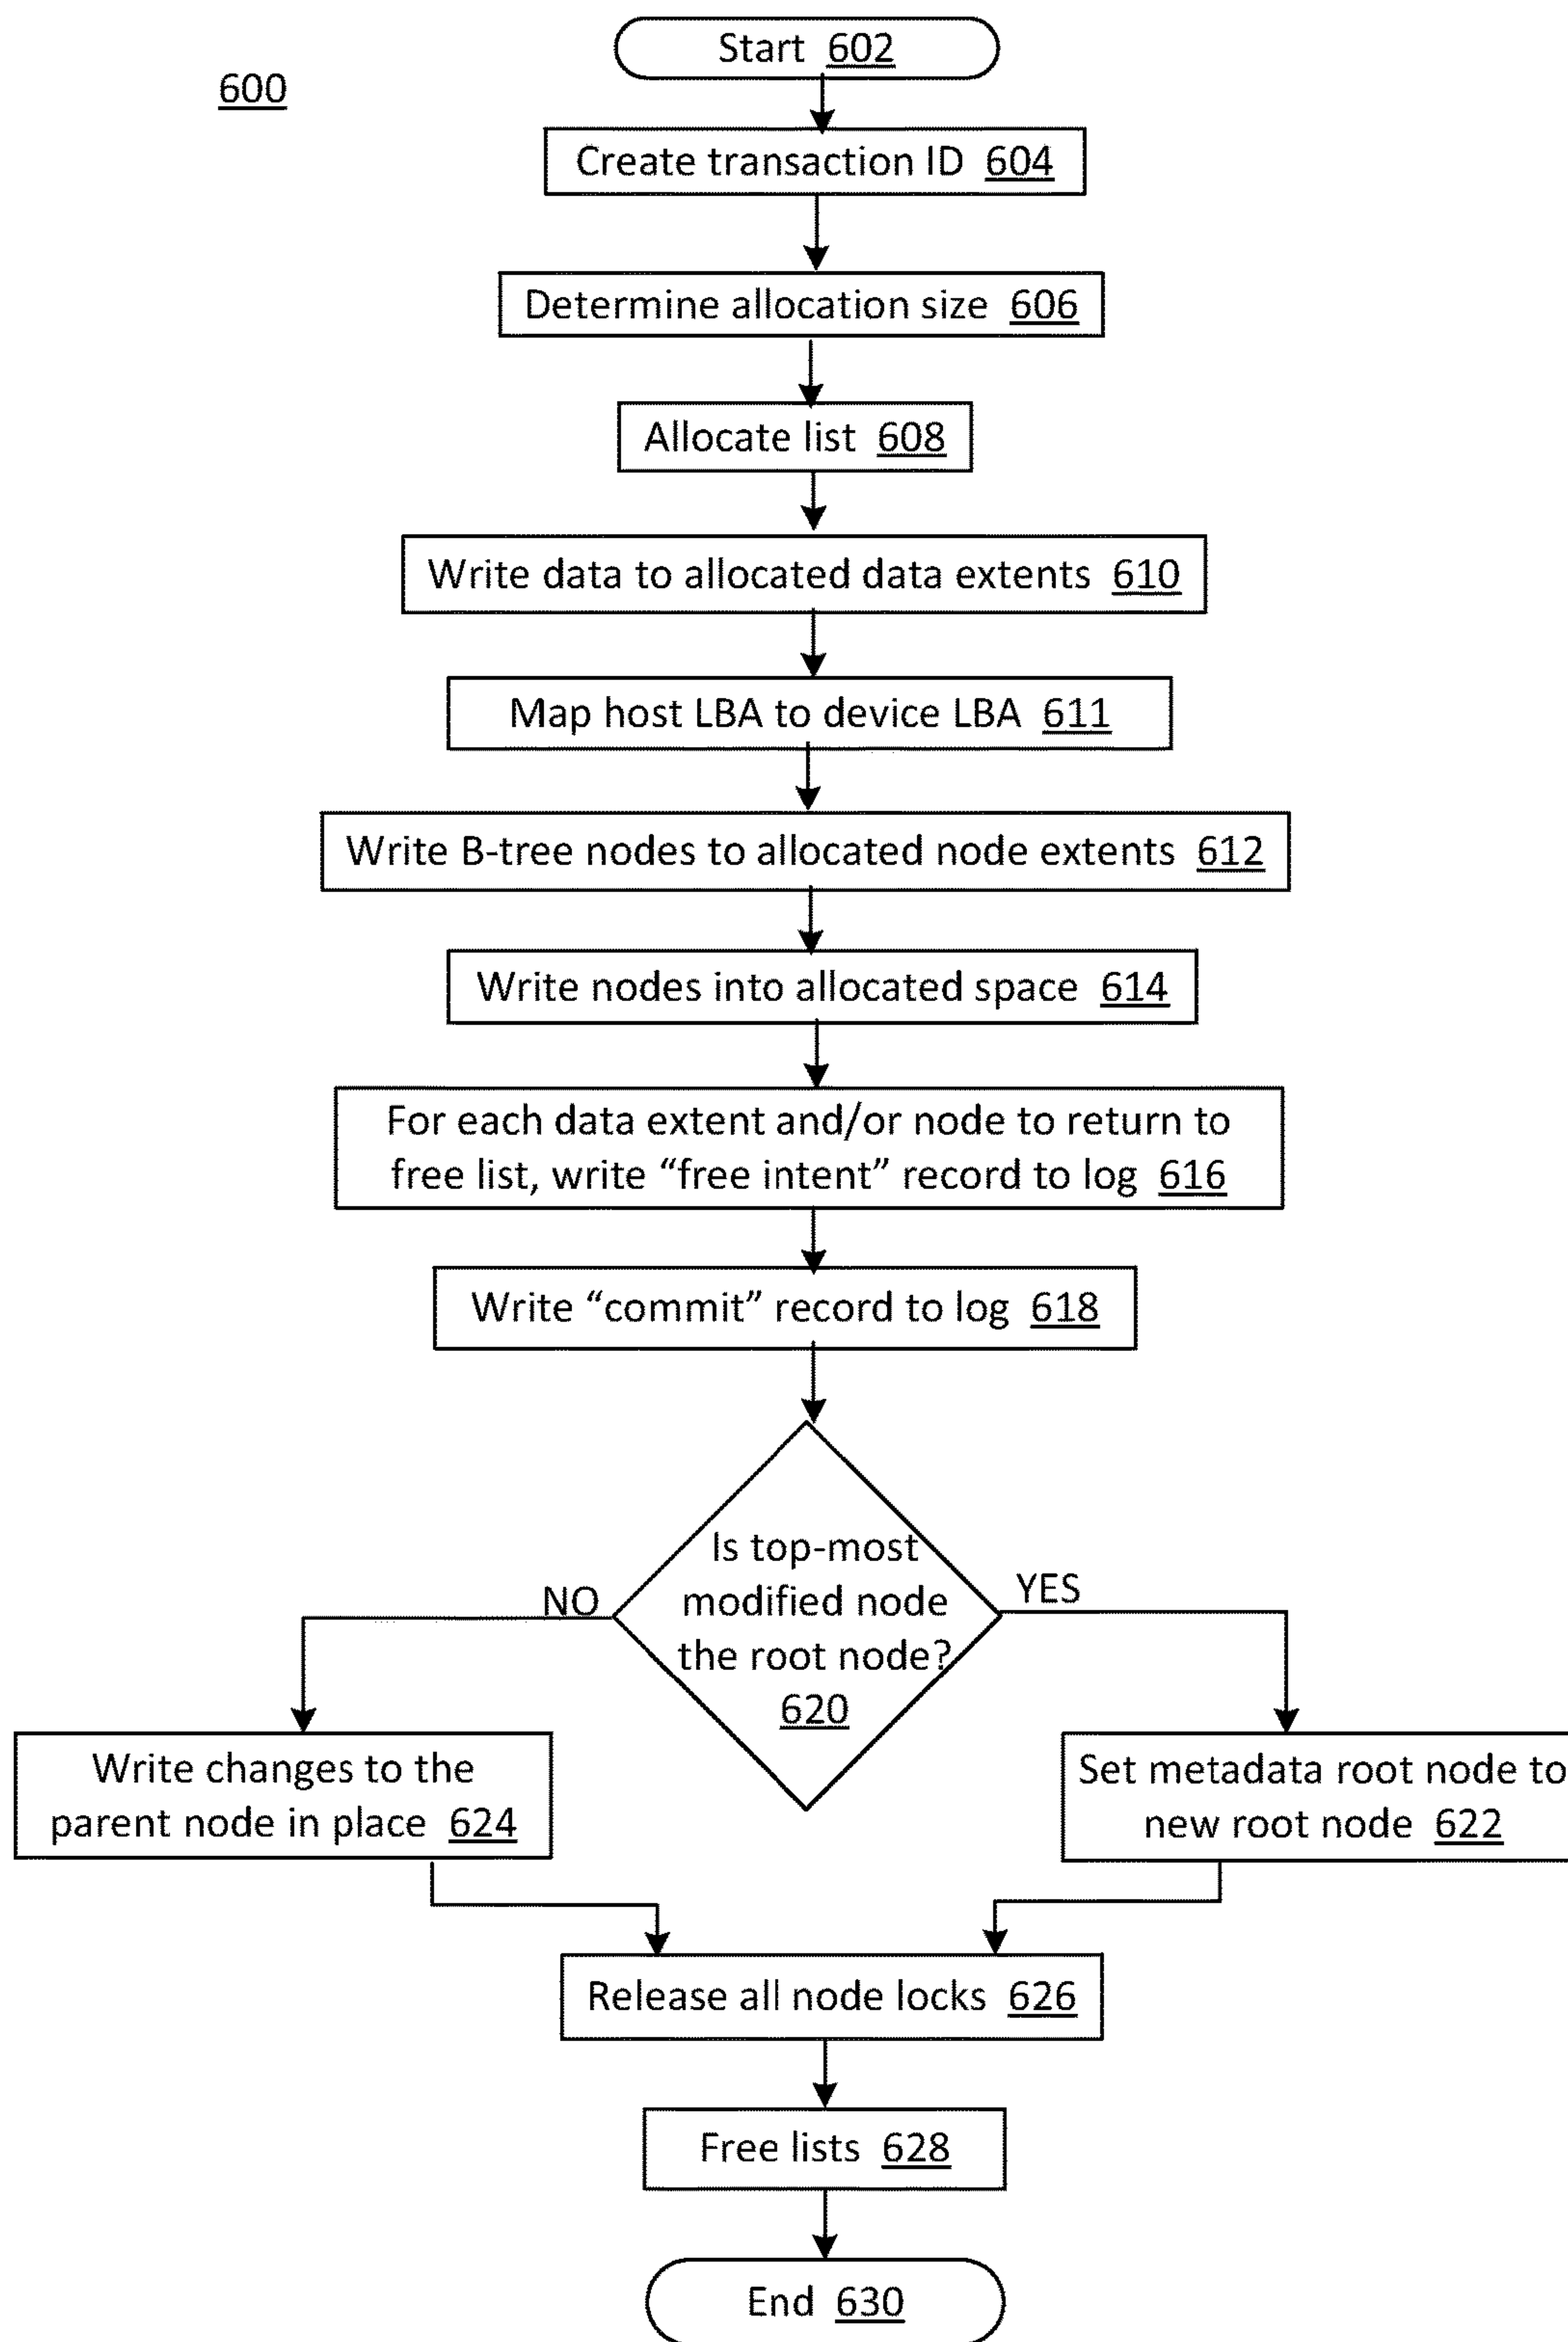 Start 602
600
Create transaction ID 604
Determine allocation size 606
Allocate list 608
Write data to allocated data extents 610
Map host LBA to device LBA 611
Write B-tree nodes to allocated node extents 612
Write nodes into allocated space 614
For each data extent and/or node to return to
free list, write “free intent” record to log 616
Write “commit” record to log 618
Is top-most
modified node
the root node?
620
NO
YES
Write changes to the
parent node in place 624
Set metadata root node to
new root node 622
Release all node locks 626
Free lists 628
End 630